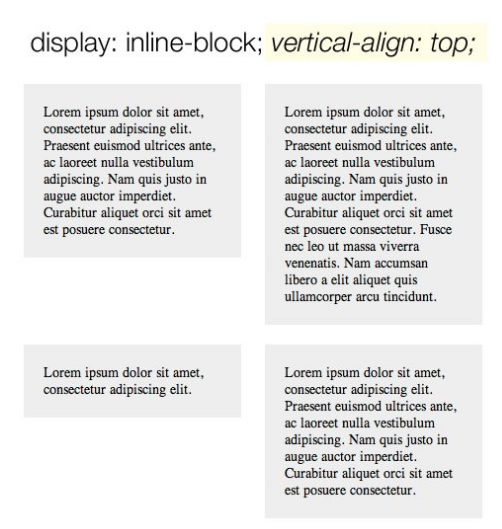 display: inline-block; vertical-align: top;
Lorem ipsum dolor sit amet,
consectetur adipiscing elit.
Praesent euismod ultrices ante,
ac laoreet nulla vestibulum
adipiscing. Nam quis justo in
augue auctor imperdiet.
Curabitur aliquet orci sit amet
est posuere consectetur.
Lorem ipsum dolor sit amet,
consectetur adipiscing elit.
Praesent euismod ultrices ante,
ac laoreet nulla vestibulum
adipiscing. Nam quis justo in
augue auctor imperdiet.
Curabitur aliquet orci sit amet
est posuere consectetur. Fusce
nec leo ut massa viverra
venenatis. Nam accumsan
libero a elit aliquet quis
ullamcorper arcu tincidunt.
Lorem ipsum dolor sit amet,
consectetur adipiscing elit.
Lorem ipsum dolor sit amet,
consectetur adipiscing elit.
Praesent euismod ultrices ante,
ac laoreet nulla vestibulum
adipiscing. Nam quis justo in
augue auctor imperdiet.
Curabitur aliquet orci sit amet
est posuere consectetur.